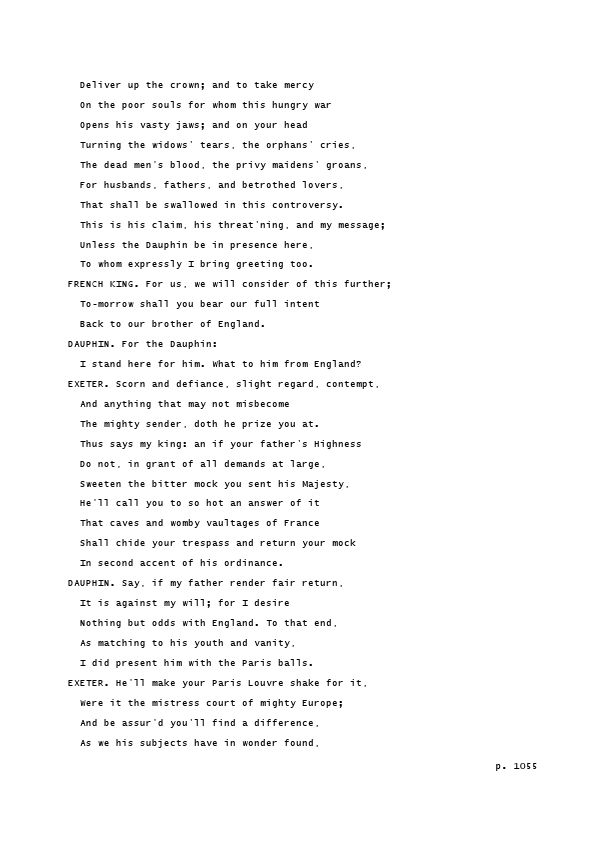 Deliver up the crown; and to take mercy
On the poor souls for whom this hungry war
Opens his vasty jaws; and on your head
Turning the widows' tears, the orphans' cries,
The dead men's blood, the privy maidens' groans,
For husbands, fathers, and betrothed lovers,
That shall be swallowed in this controversy.
This is his claim, his threat'ning, and my message;
Unless the Dauphin be in presence here,
To whom expressly I bring greeting too.
FRENCH KING. For us, we will consider of this further;
To-morrow shall you bear our full intent
Back to our brother of England.
DAUPHIN. For the Dauphin:
I stand here for him. What to him from England?
EXETER. Scorn and defiance, slight regard, contempt,
And anything that may not misbecome
The mighty sender, doth he prize you at.
Thus says my king: an if your father's Highness
Do not, in grant of all demands at large,
Sweeten the bitter mock you sent his Majesty,
He'll call you to so hot an answer of it
That caves and womby vaultages of France
Shall chide your trespass and return your mock
In second accent of his ordinance.
DAUPHIN. Say, if my father render fair return,
It is against my will; for I desire
Nothing but odds with England. To that end,
As matching to his youth and vanity,
I did present him with the Paris balls.
EXETER. He'll make your Paris Louvre shake for it,
Were it the mistress court of mighty Europe;
And be assur'd you'll find a difference,
As we his subjects have in wonder found,
p. 1055